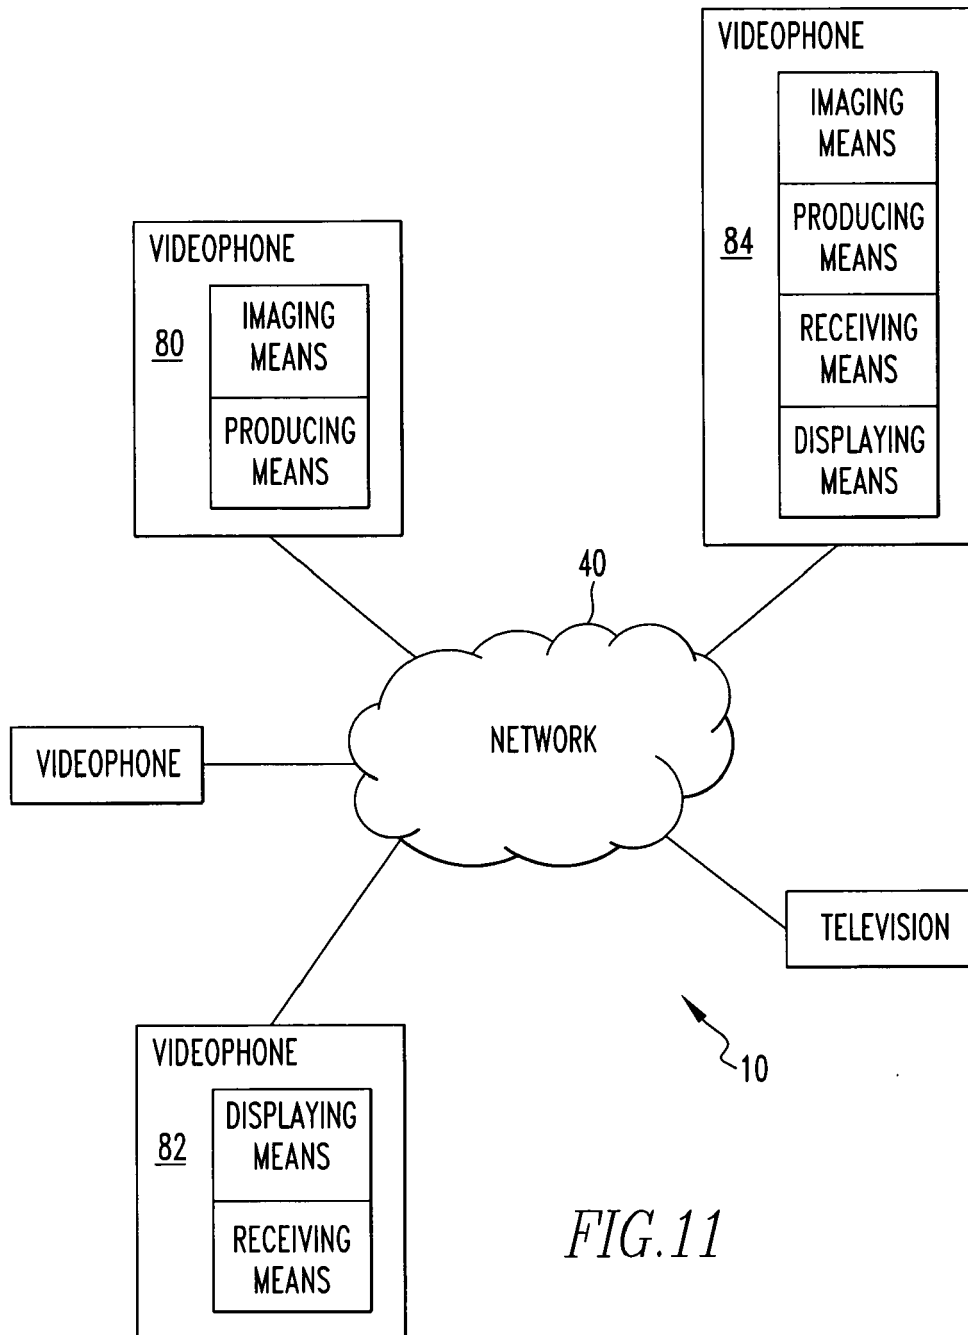 VIDEOPHONE
84
IMAGING
MEANS
PRODUCING
MEANS
RECEIVING
MEANS
DISPLAYING
MEANS
VIDEOPHONE
80
IMAGING
MEANS
PRODUCING
MEANS
40
NETWORK
VIDEOPHONE
TELEVISION
10
VIDEOPHONE
82
DISPLAYING
MEANS
RECEIVING
MEANS
FIG.11